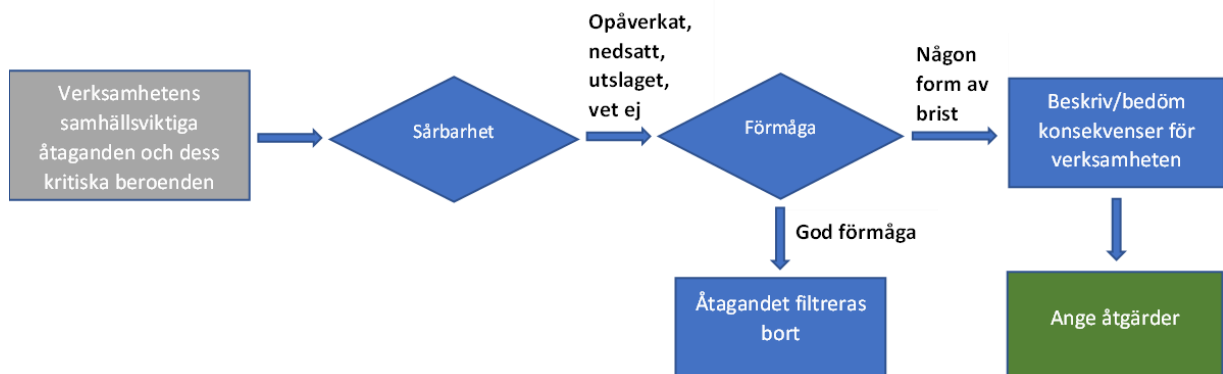 Verksamhetens
samhällsviktiga
åtaganden och dess
kritiska beroenden
Sårbarhet
Opåverkat,
nedsatt,
utslaget,
vet ej
Förmåga
Någon
form av
brist
Beskriv/bedöm
konsekvenser för
verksamheten
God förmåga
Åtagandet filtreras
bort
Ange åtgärder